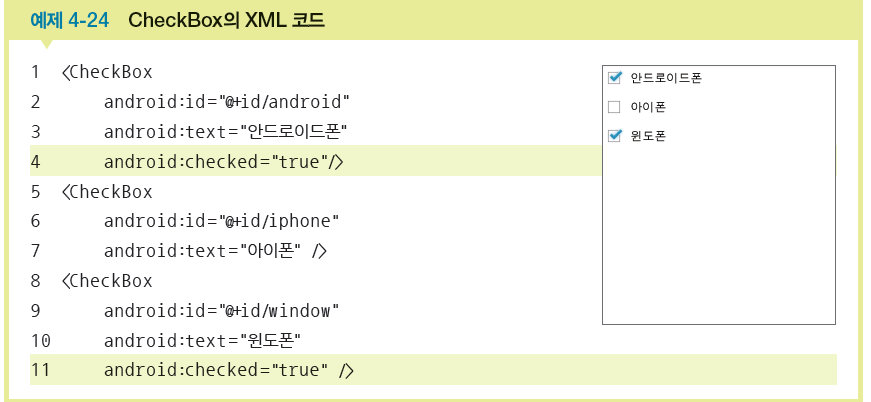 예제 4-24 CheckBox의 XML 코드
1 <CheckBox
2 android:id="@+id/android"
3 android:text="안드로이드폰"
4 android:checked="true"/>
5 <CheckBox
6 android:id="@+id/iphone"
7 android:text="아이폰" />
8 <CheckBox
9 android:id="@+id/window"
10 android:text="윈도폰"
11 android:checked="true" />
안드로이드폰
아이폰
윈도폰